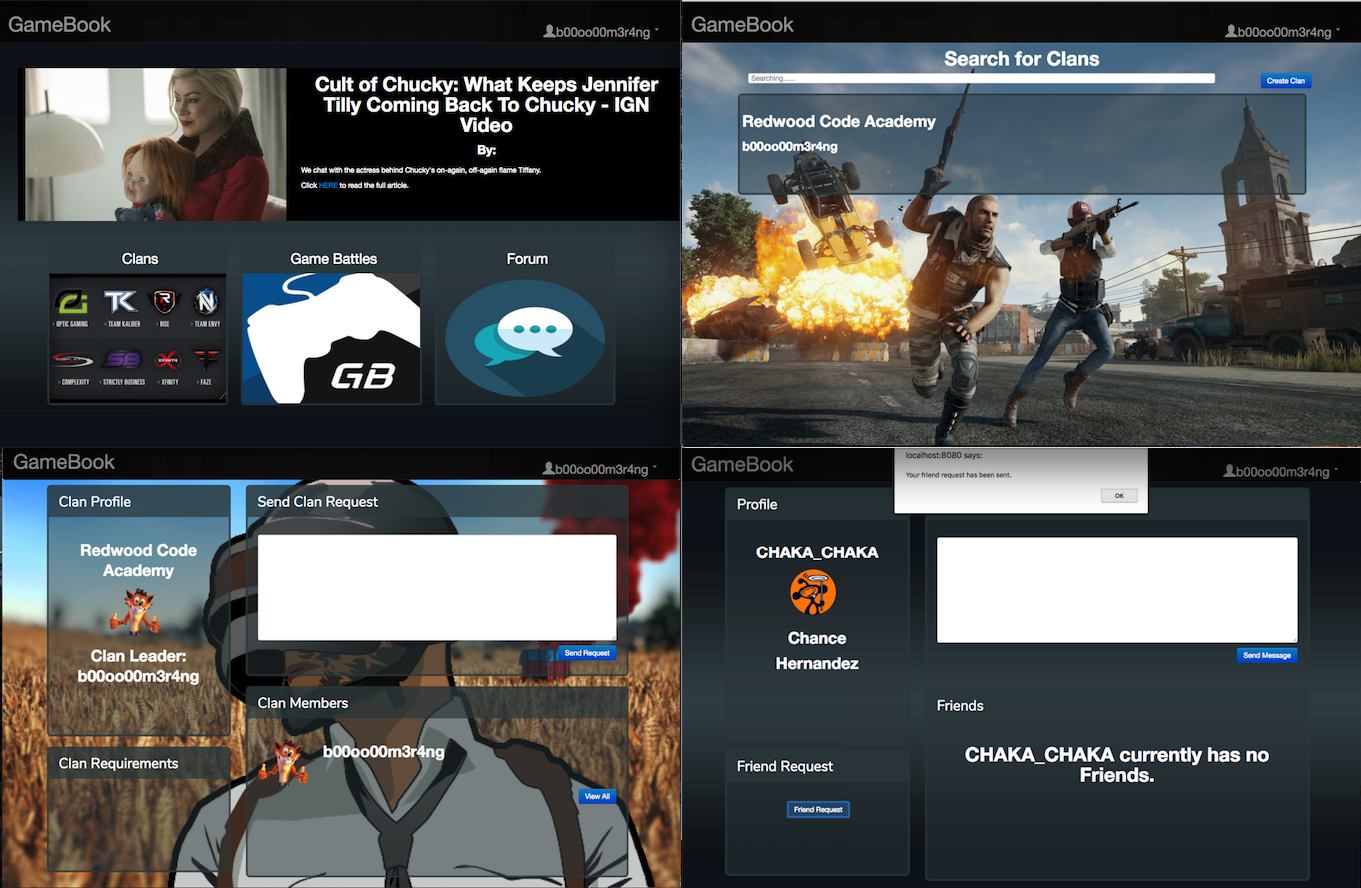 GameBook
b00oo00m3r4ng
Cult of Chucky: What Keeps Jennifer
Tilly Coming Back To Chucky - IGN
Video
By:
We chat with the actress behind Chucky's on-again, off-again flame Tiffany.
Click HERE to read the full article.
Clans
OPTIC GAMING
TEAM KALIBER
RISE
TEAM ENVY
COMPLEXITY
STRICTLY BUSINESS
XFINITY
FAZE
Game Battles
GB
Forum
GameBook
b00oo00m3r4ng
Search for Clans
Searching.....
Create Clan
Redwood Code Academy
b00oo00m3r4ng
GameBook
b00oo00m3r4ng
Clan Profile
Redwood Code
Academy
Clan Leader:
b00oo00m3r4ng
Clan Requirements
Send Clan Request
Send Request
Clan Members
b00oo00m3r4ng
View All
GameBook
b00oo00m3r4ng
localhost:8080 says:
Your friend request has been sent.
OK
Profile
CHAKA_CHAKA
Chance
Hernandez
Friend Request
Friend Request
Send Message
Friends
CHAKA_CHAKA currently has no
Friends.